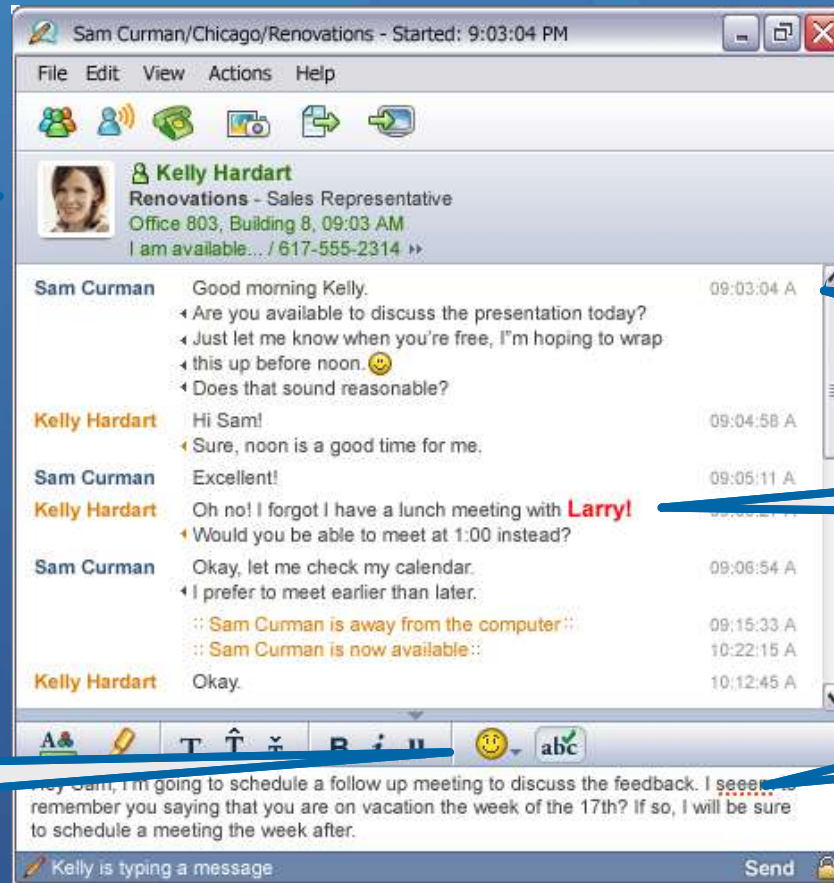 Sam Curman/Chicago/Renovations - Started: 9:03:04 PM
File Edit View Actions Help
Kelly Hardart
Renovations - Sales Representative
Office 803, Building 8, 09:03 AM
I am available... / 617-555-2314
Sam Curman Good morning Kelly. 09:03:04 A
Are you available to discuss the presentation today?
Just let me know when you're free, I"m hoping to wrap
this up before noon.
Does that sound reasonable?
Kelly Hardart Hi Sam! 09:04:58 A
Sure, noon is a good time for me.
Sam Curman Excellent! 09:05:11 A
Kelly Hardart Oh no! I forgot I have a lunch meeting with Larry!
Would you be able to meet at 1:00 instead?
Sam Curman Okay, let me check my calendar. 09:06:54 A
I prefer to meet earlier than later.
:: Sam Curman is away from the computer :: 09:15:33 A
:: Sam Curman is now available :: 10:22:15 A
Kelly Hardart Okay. 10:12:45 A
A T T T B i u abc
Sam, I'm going to schedule a follow up meeting to discuss the feedback. I to
remember you saying that you are on vacation the week of the 17th? If so, I will be sure
to schedule a meeting the week after.
Kelly is typing a message Send